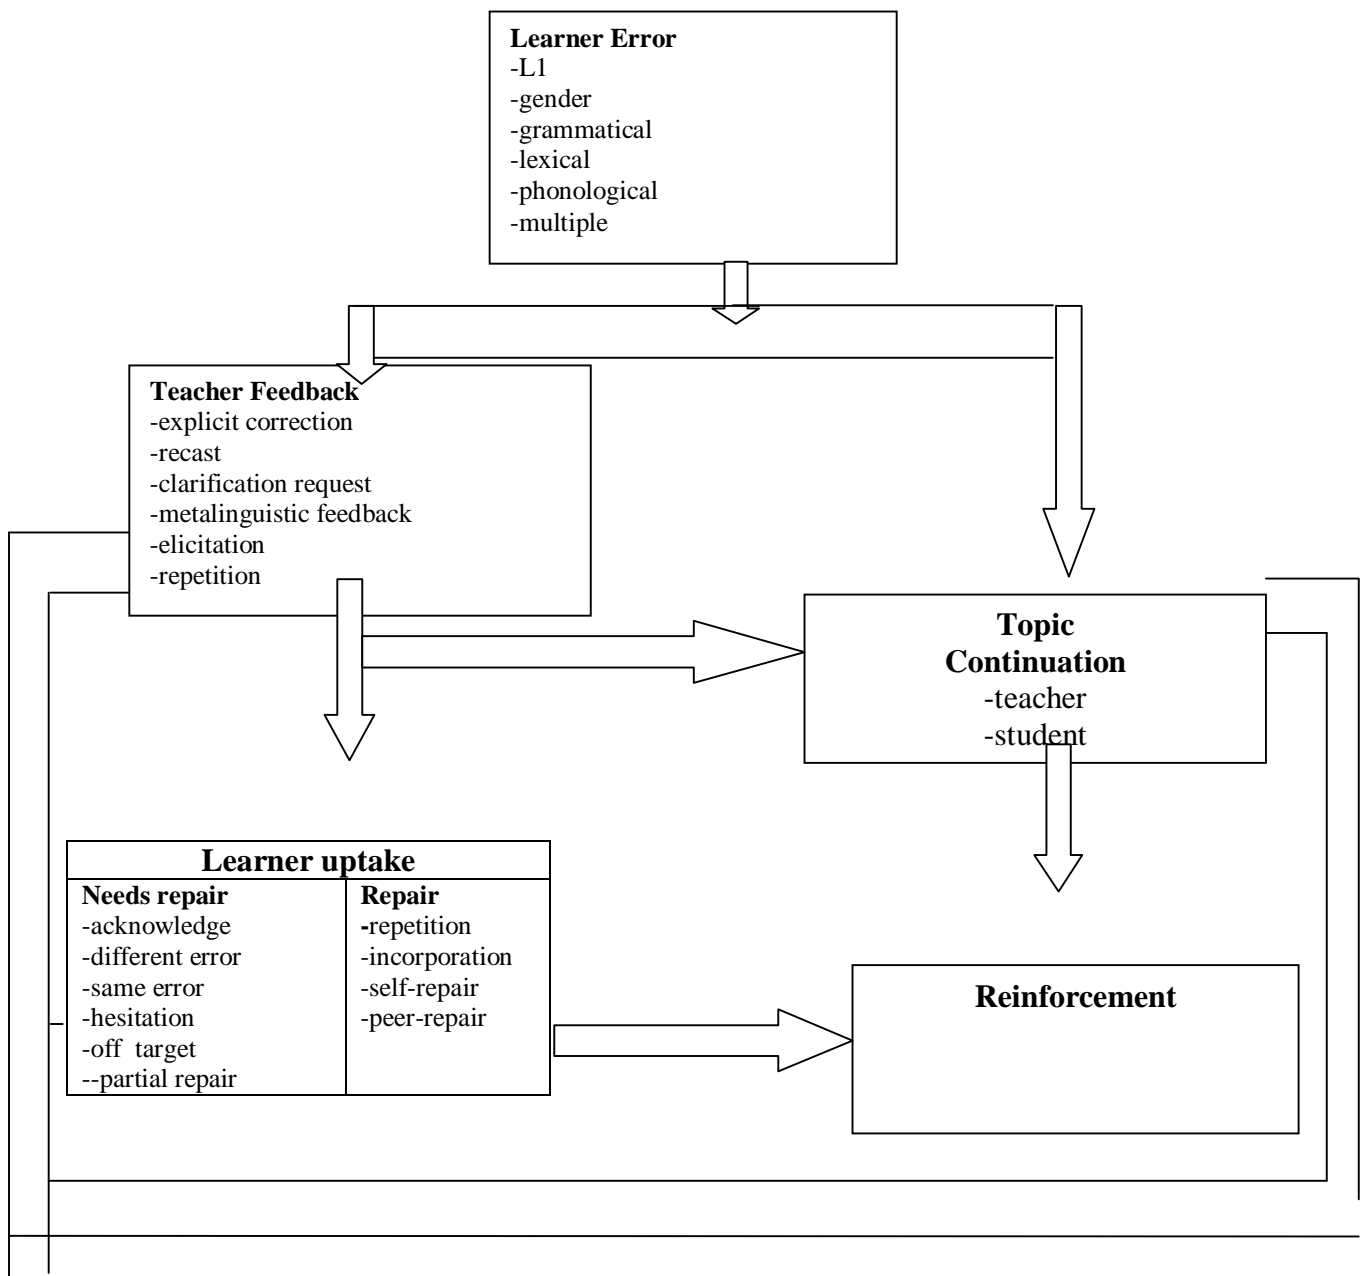 Learner Error
-L1
-gender
-grammatical
-lexical
-phonological
-multiple
Teacher Feedback
-explicit correction
-recast
-clarification request
-metalinguistic feedback
-elicitation
-repetition
Topic
Continuation
-teacher
-student
Learner uptake
Needs repair
-acknowledge
-different error
-same error
-hesitation
-off  target
--partial repair
Repair
-repetition
-incorporation
-self-repair
-peer-repair
Reinforcement